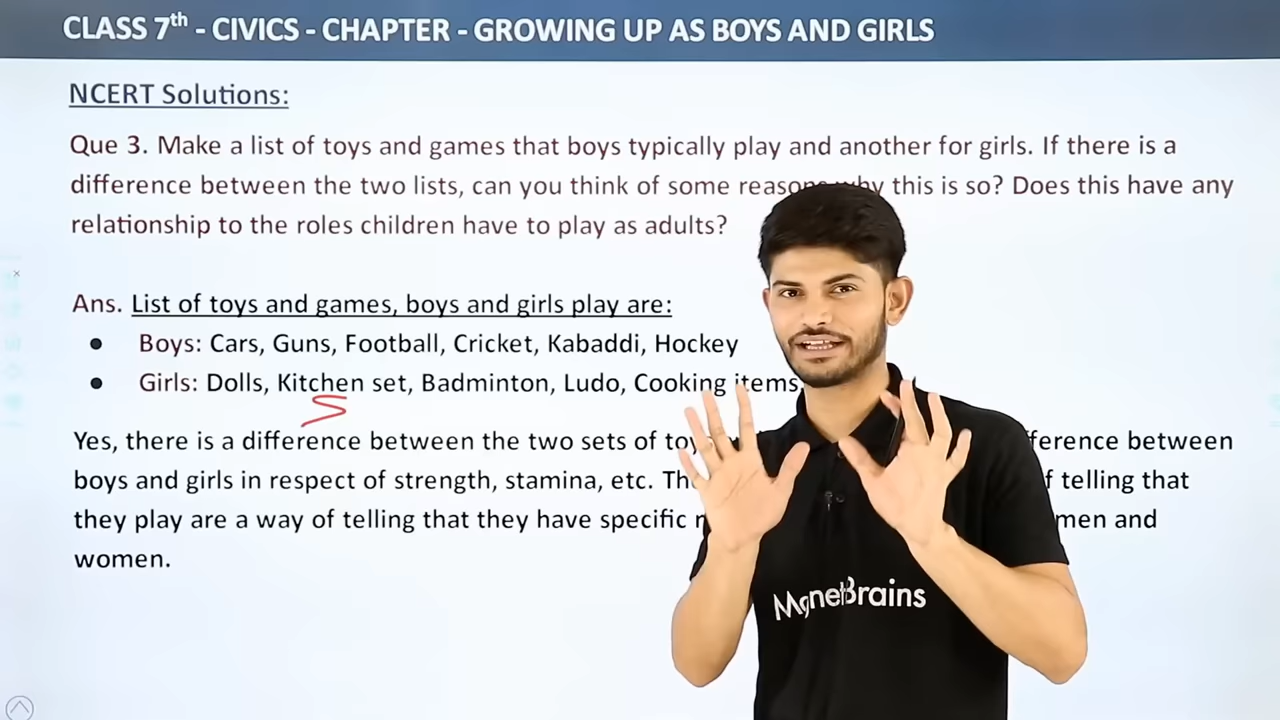 CLASS 7th - CIVICS - CHAPTER - GROWING UP AS BOYS AND GIRLS
NCERT Solutions:
Que 3. Make a list of toys and games that boys typically play and another for girls. If there is a
difference between the two lists, can you think of some reasons why this is so? Does this have any
relationship to the roles children have to play as adults?
Ans. List of toys and games, boys and girls play are:
● Boys: Cars, Guns, Football, Cricket, Kabaddi, Hockey
● Girls: Dolls, Kitchen set, Badminton, Ludo, Cooking items,
Yes, there is a difference between the two sets of between
boys and girls in respect of strength, stamina, etc. telling that
they play are a way of telling that they have specific men and
women.
MagnetBrains